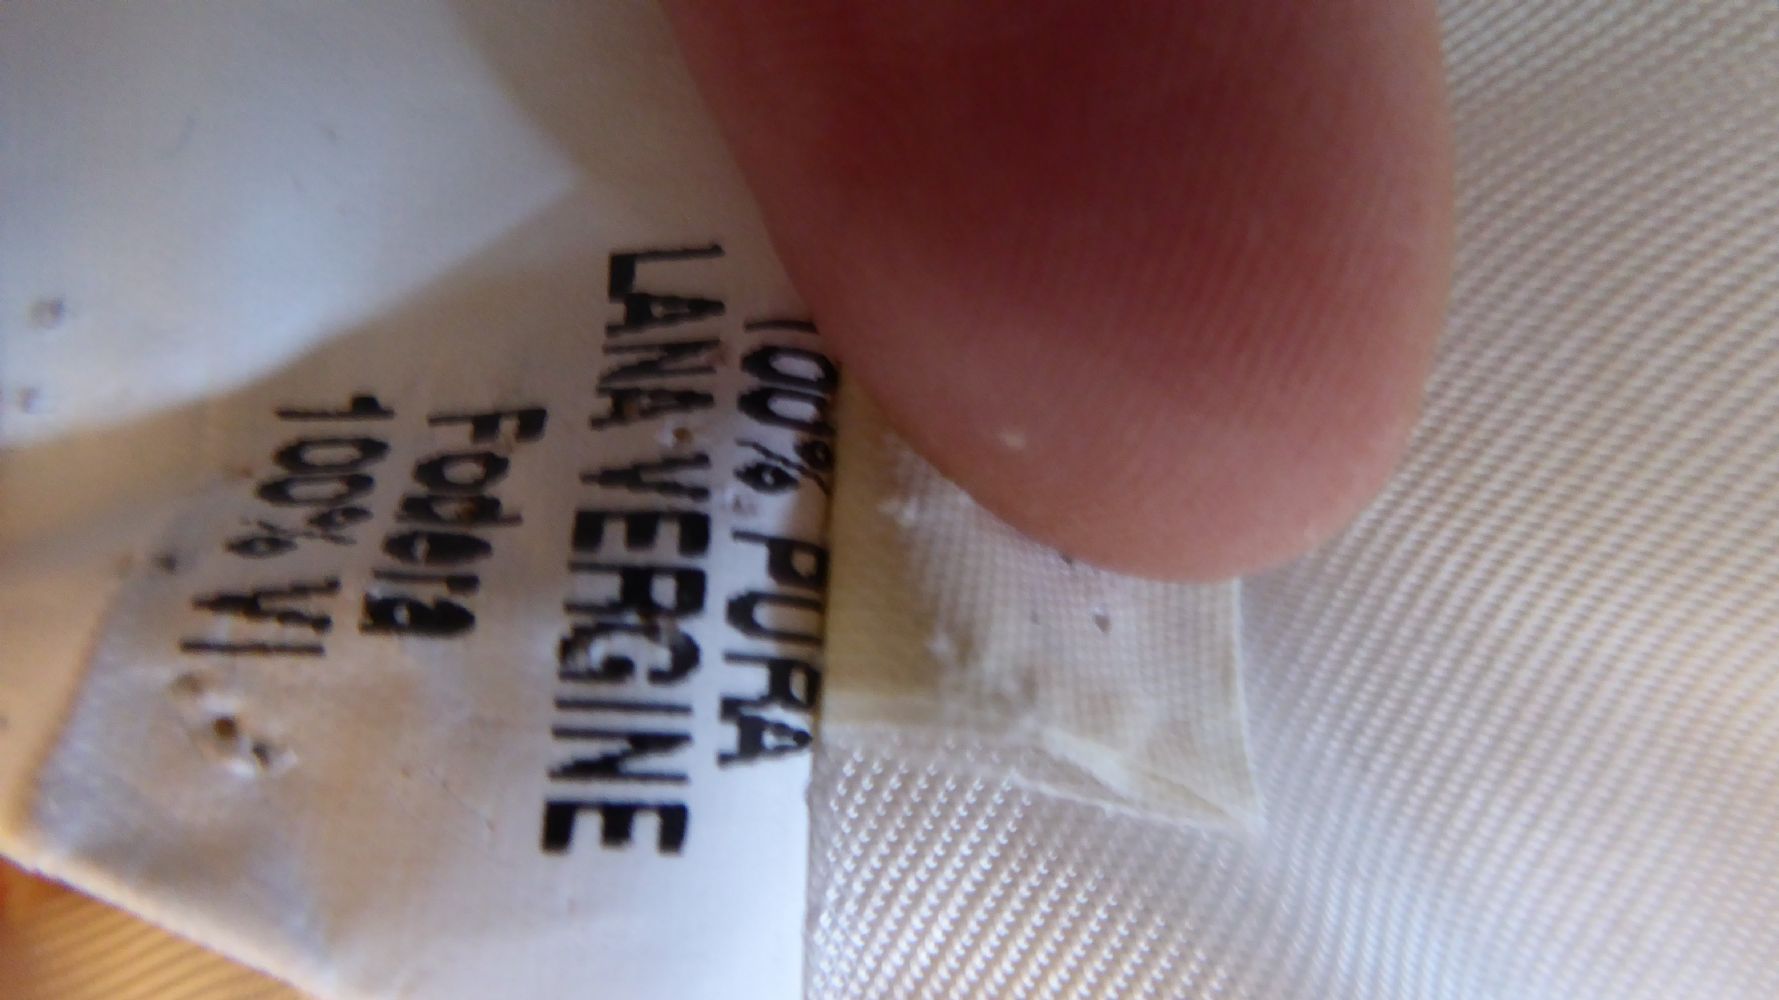 100% PURA
LANA VERGINE
Fodera
100% VI